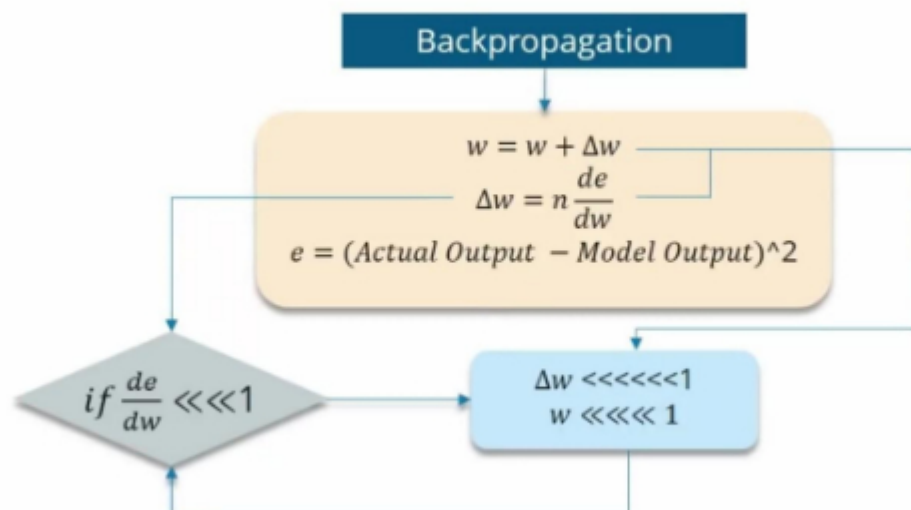 Backpropagation
w = w + Δw
Δw = n de/dw
e = (Actual Output − Model Output)^2
if de/dw ⋘1
Δw <<<<<<1
w ⋘⋘ 1